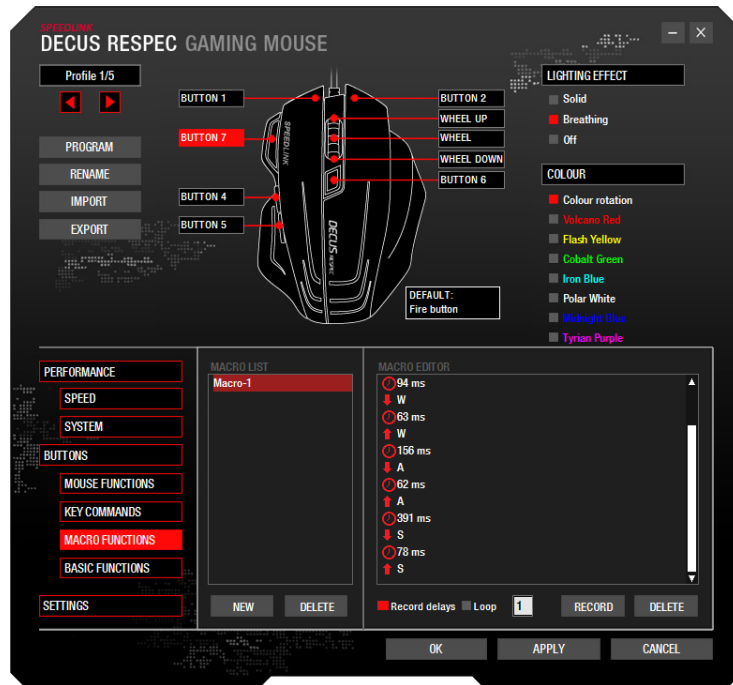 SPEEDLINK
DECUS RESPEC GAMING MOUSE
Profile 1/5
PROGRAM
RENAME
IMPORT
EXPORT
BUTTON 1
BUTTON 7
BUTTON 4
BUTTON 5
SPEEDLINK
DECUS RESPEC
BUTTON 2
WHEEL UP
WHEEL
WHEEL DOWN
BUTTON 6
DEFAULT:
Fire button
LIGHTING EFFECT
Solid
Breathing
Off
COLOUR
Colour rotation
Volcano Red
Flash Yellow
Cobalt Green
Iron Blue
Polar White
Midnight Blue
Tyrian Purple
PERFORMANCE
SPEED
SYSTEM
BUTTONS
MOUSE FUNCTIONS
KEY COMMANDS
MACRO FUNCTIONS
BASIC FUNCTIONS
SETTINGS
MACRO LIST
Macro-1
NEW DELETE
MACRO EDITOR
94 ms
W
63 ms
W
156 ms
A
62 ms
A
391 ms
S
78 ms
S
Record delays Loop 1 RECORD DELETE
OK APPLY CANCEL